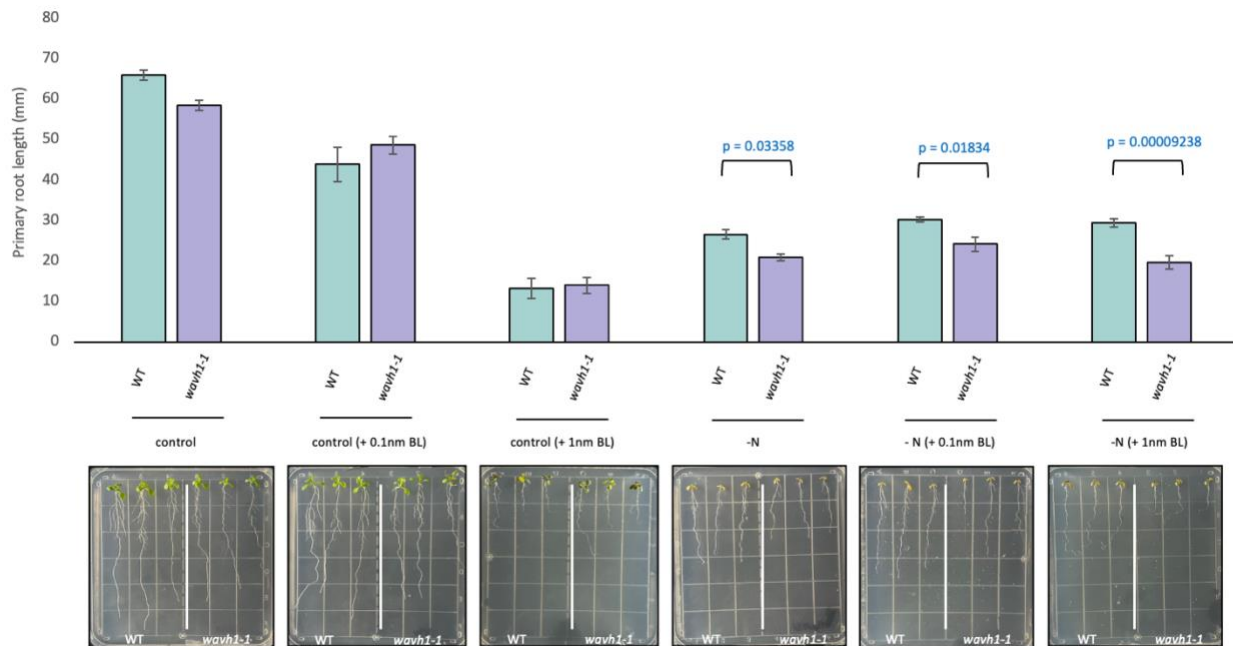 80
70
60
50
40
30
20
10
0
Primary root length (mm)
p = 0.03358
p = 0.01834
p = 0.00009238
WT
wavh1-1
WT
wavh1-1
WT
wavh1-1
WT
wavh1-1
WT
wavh1-1
WT
wavh1-1
control
control (+ 0.1nm BL)
control (+ 1nm BL)
-N
- N (+ 0.1nm BL)
-N (+ 1nm BL)
WT wavh1-1
WT wavh1-1
WT wavh1-1
WT wavh1-1
WT wavh1-1
WT wavh1-1